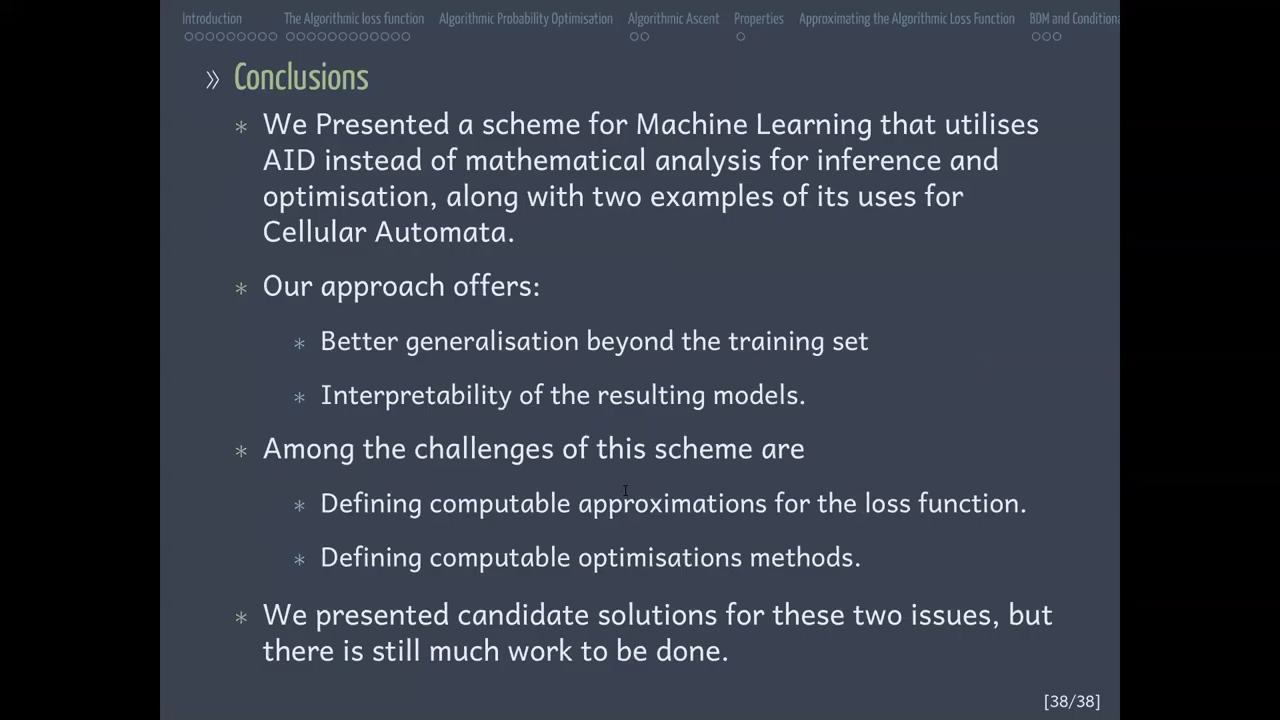 Introduction The Algorithmic loss function Algorithmic Probability Optimisation Algorithmic Ascent Properties Approximating the Algorithmic Loss Function BDM and Conditiona
» Conclusions
* We Presented a scheme for Machine Learning that utilises
AID instead of mathematical analysis for inference and
optimisation, along with two examples of its uses for
Cellular Automata.
* Our approach offers:
* Better generalisation beyond the training set
* Interpretability of the resulting models.
* Among the challenges of this scheme are
* Defining computable approximations for the loss function.
* Defining computable optimisations methods.
* We presented candidate solutions for these two issues, but
there is still much work to be done.
[38/38]